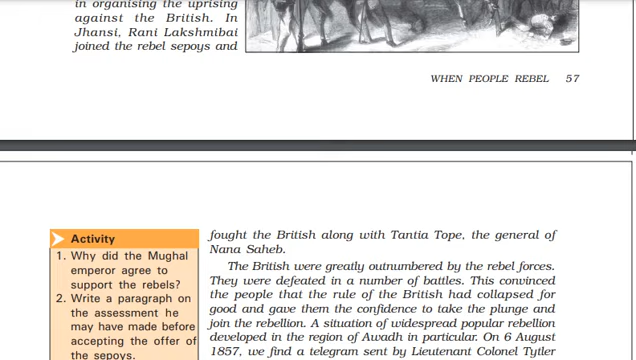 in organising the uprising
against the British. In
Jhansi, Rani Lakshmibai
joined the rebel sepoys and
WHEN PEOPLE REBEL 57
Activity
1. Why did the Mughal
emperor agree to
support the rebels?
2. Write a paragraph on
the assessment he
may have made before
accepting the offer of
the sepoys.
fought the British along with Tantia Tope, the general of
Nana Saheb.
The British were greatly outnumbered by the rebel forces.
They were defeated in a number of battles. This convinced
the people that the rule of the British had collapsed for
good and gave them the confidence to take the plunge and
join the rebellion. A situation of widespread popular rebellion
developed in the region of Awadh in particular. On 6 August
1857, we find a telegram sent by Lieutenant Colonel Tytler